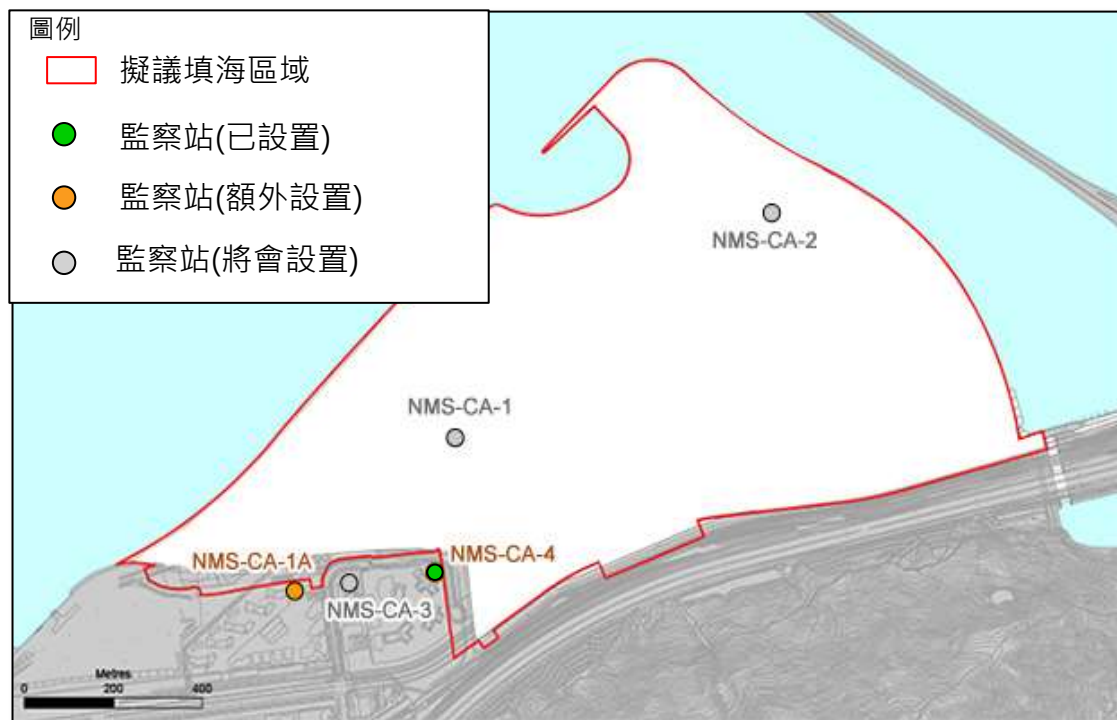 圖例
擬議填海區域
監察站(已設置)
監察站(額外設置)
監察站(將會設置)
NMS-CA-2
NMS-CA-1
NMS-CA-1A
NMS-CA-4
NMS-CA-3
Metres
0 200 400